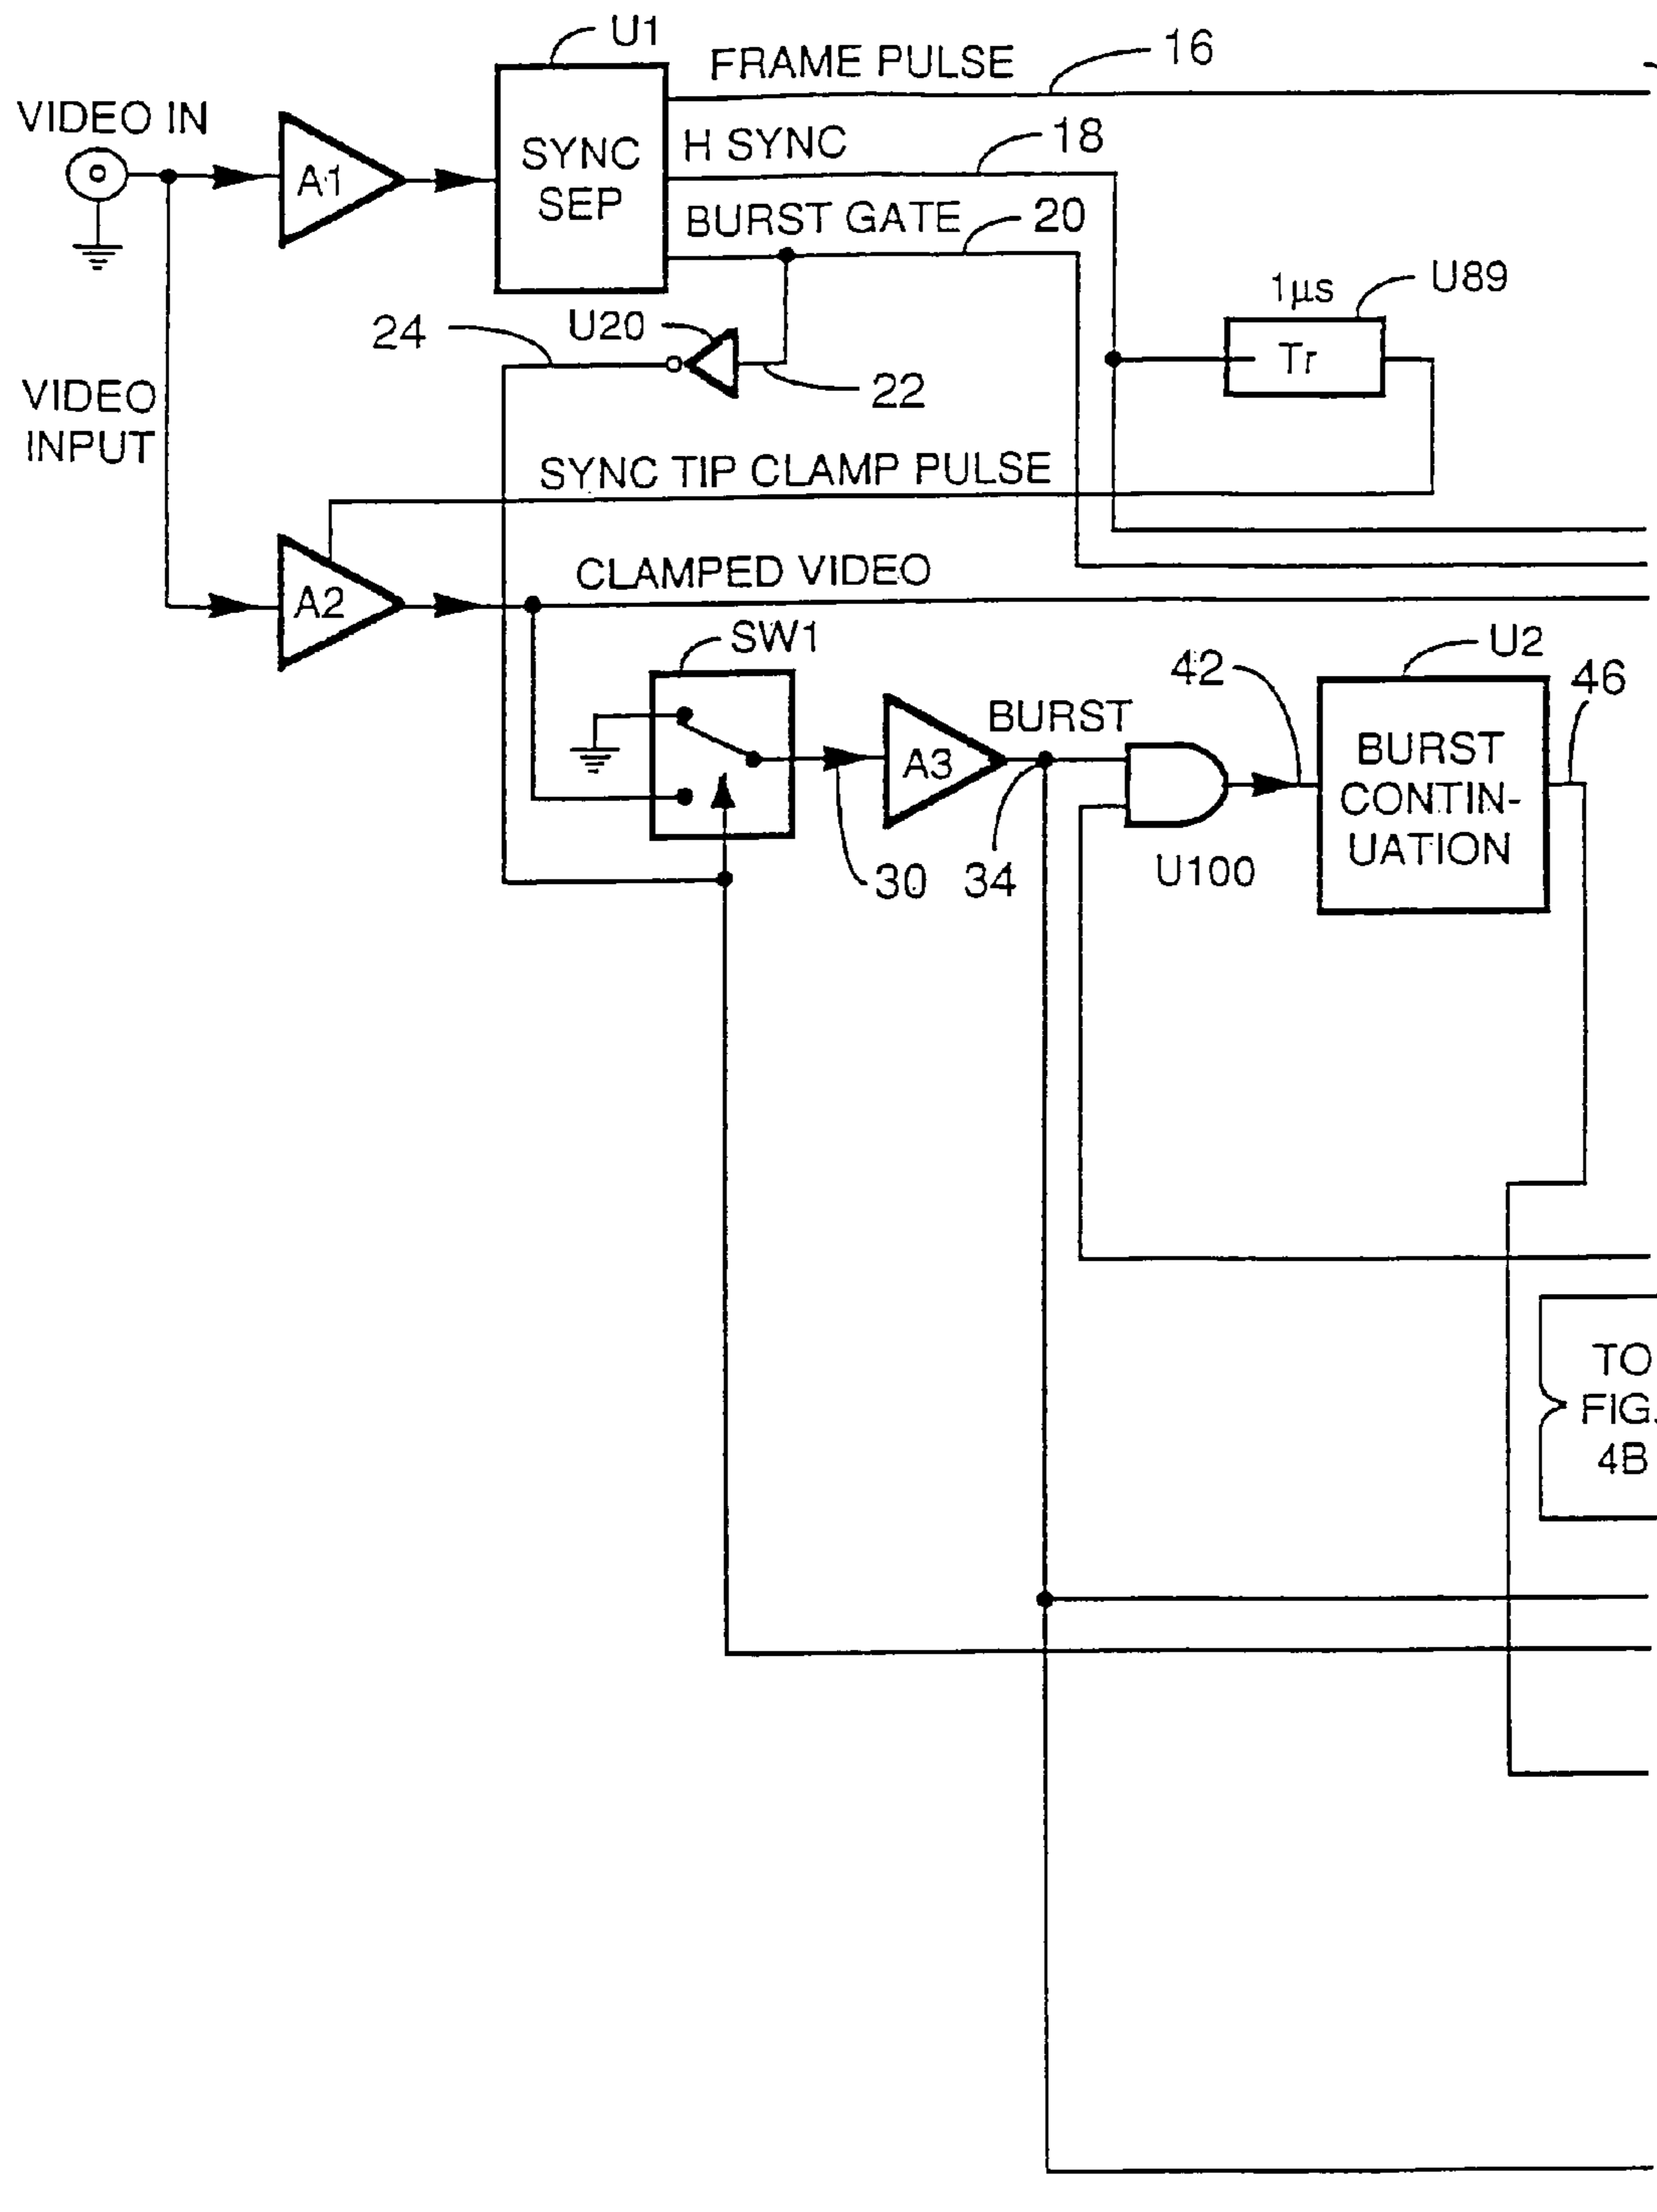 U1
FRAME PULSE
16
VIDEO IN
A1
SYNC
SEP
H SYNC
18
BURST GATE
20
1µs
U89
Tr
24
U20
22
VIDEO
INPUT
SYNC TIP CLAMP PULSE
A2
CLAMPED VIDEO
SW1
U2
42
46
BURST
A3
BURST
CONTIN-
UATION
30
34
U100
TO
FIG.
4B